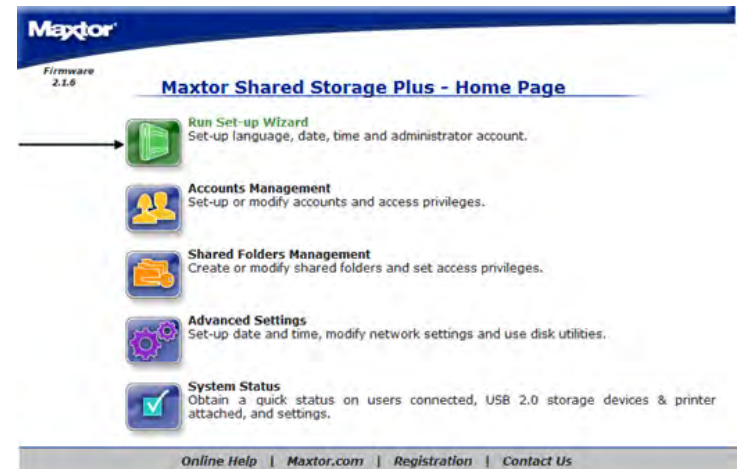 Maxtor
Firmware
2.1.6
Maxtor Shared Storage Plus - Home Page
Run Set-up Wizard
Set-up language, date, time and administrator account.
Accounts Management
Set-up or modify accounts and access privileges.
Shared Folders Management
Create or modify shared folders and set access privileges.
Advanced Settings
Set-up date and time, modify network settings and use disk utilities.
System Status
Obtain a quick status on users connected, USB 2.0 storage devices & printer
attached, and settings.
Online Help | Maxtor.com | Registration | Contact Us